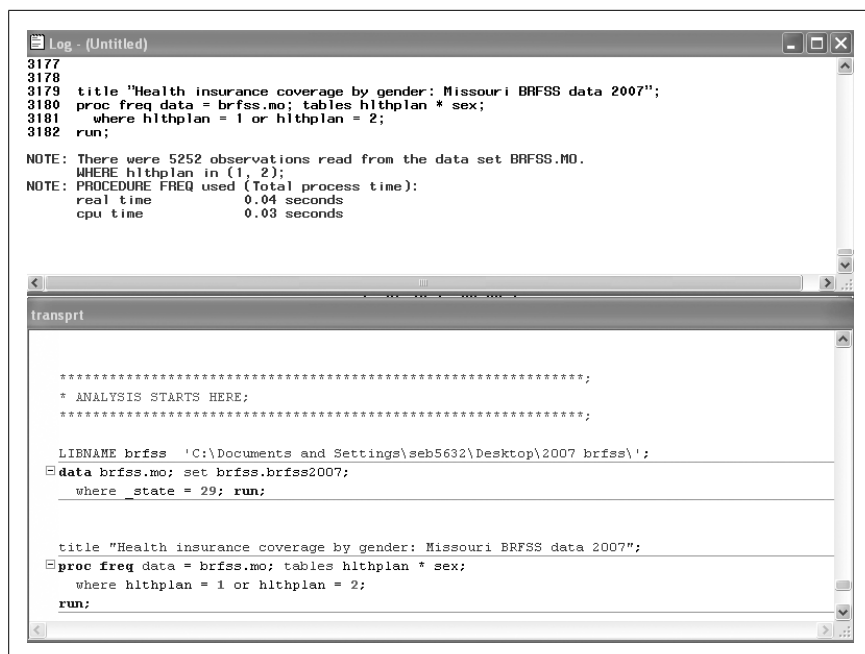 Log - (Untitled)
3177
3178
3179 title "Health insurance coverage by gender: Missouri BRFSS data 2007";
3180 proc freq data = brfss.mo; tables hlthplan * sex;
3181 where hlthplan = 1 or hlthplan = 2;
3182 run;
NOTE: There were 5252 observations read from the data set BRFSS.MO.
WHERE hlthplan in (1, 2);
NOTE: PROCEDURE FREQ used (Total process time):
real time 0.04 seconds
cpu time 0.03 seconds
transprt
***************************************************************;
* ANALYSIS STARTS HERE;
***************************************************************;
LIBNAME brfss 'C:\Documents and Settings\seb5632\Desktop\2007 brfss\';
data brfss.mo; set brfss.brfss2007;
where _state = 29; run;
title "Health insurance coverage by gender: Missouri BRFSS data 2007";
proc freq data = brfss.mo; tables hlthplan * sex;
where hlthplan = 1 or hlthplan = 2;
run;